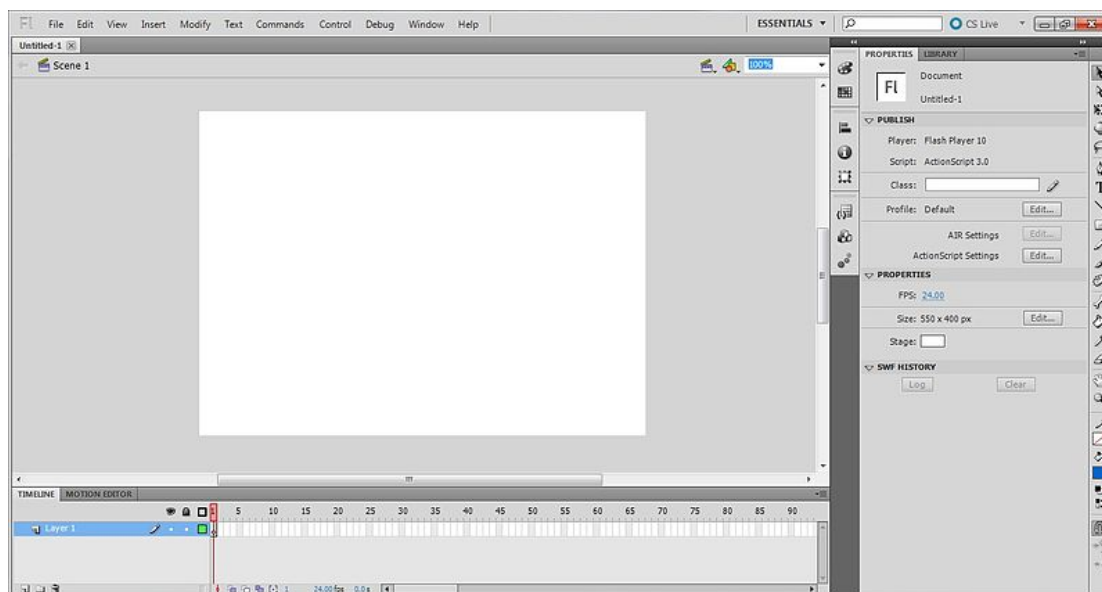 Fl File Edit View Insert Modify Text Commands Control Debug Window Help ESSENTIALS CS Live
Untitled-1
Scene 1 100%
PROPERTIES LIBRARY
Fl Document
Untitled-1
PUBLISH
Player: Flash Player 10
Script: ActionScript 3.0
Class:
Profile: Default Edit...
AIR Settings Edit...
ActionScript Settings Edit...
PROPERTIES
FPS: 24.00
Size: 550 x 400 px Edit...
Stage:
SWF HISTORY
Log Clear
TIMELINE MOTION EDITOR
1 5 10 15 20 25 30 35 40 45 50 55 60 65 70 75 80 85 90
Layer 1
1 24.00 fps 0.0 s